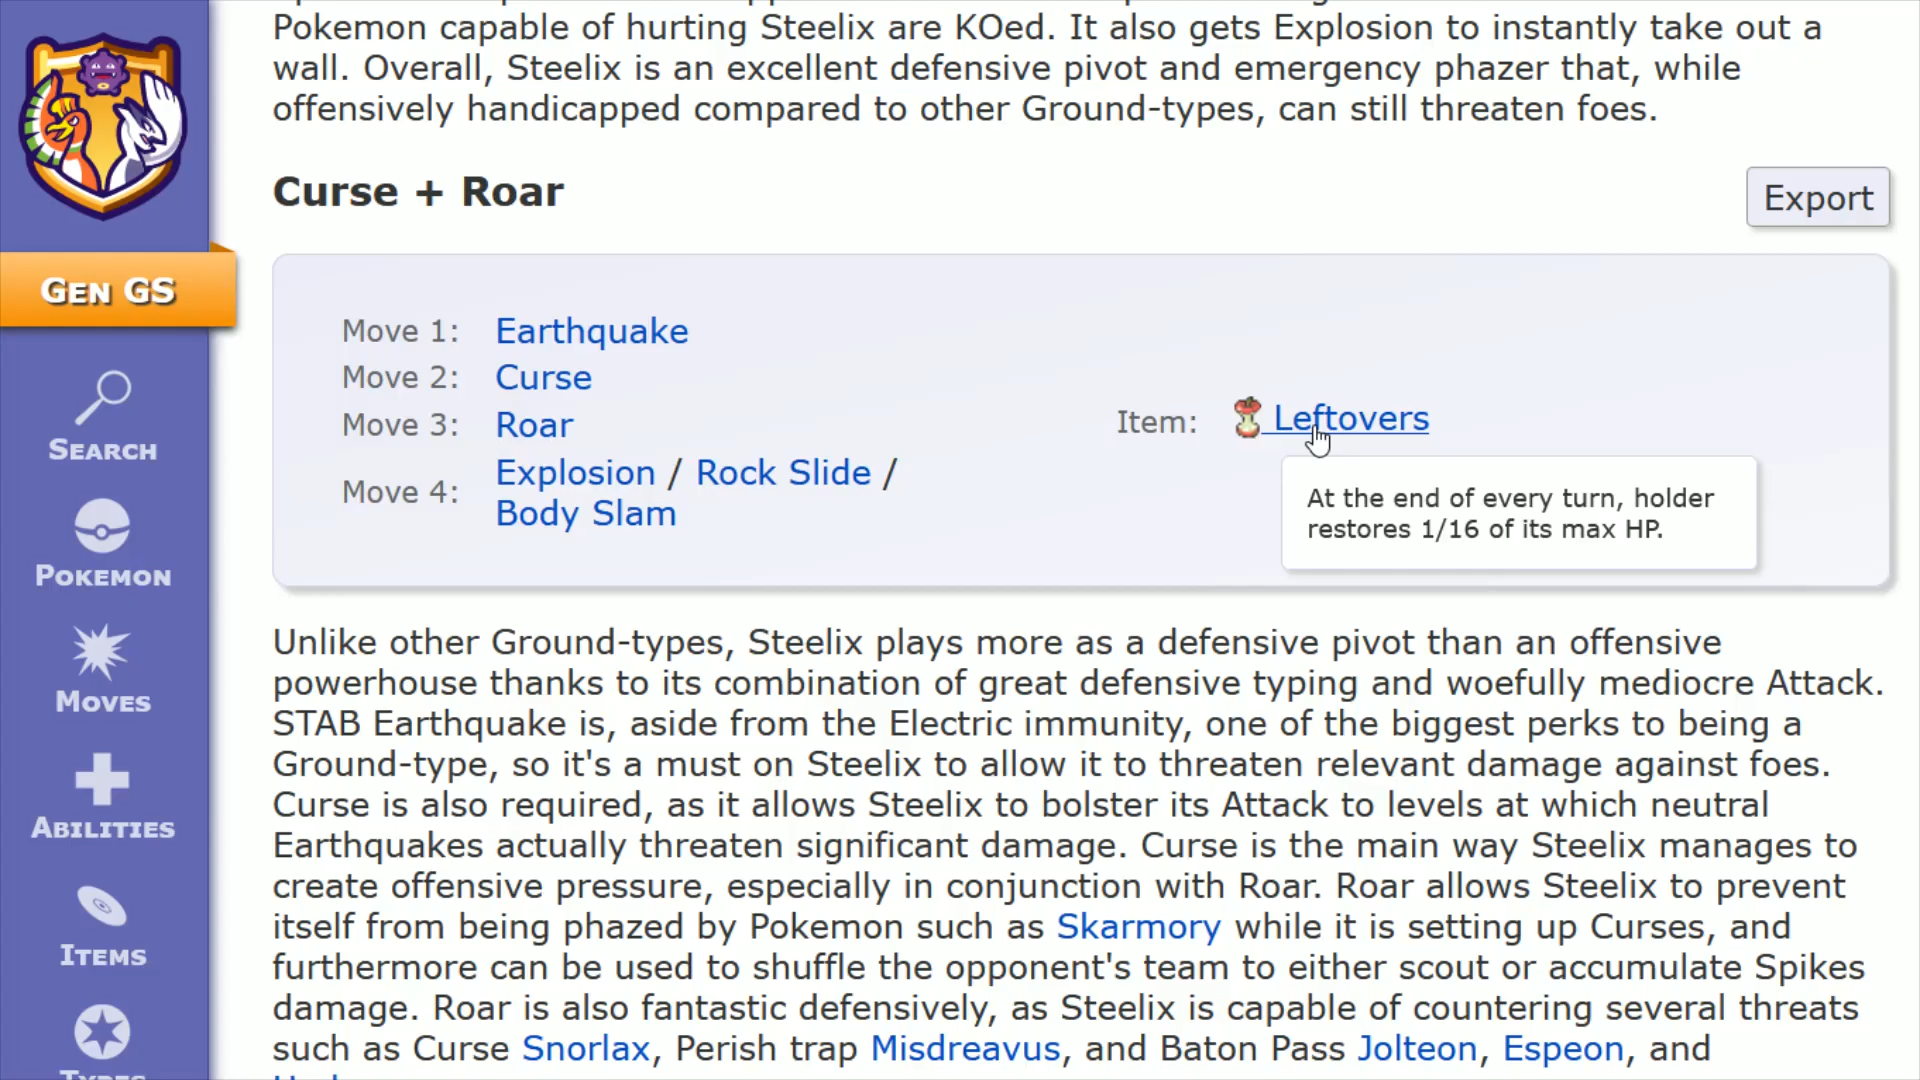 Pokemon capable of hurting Steelix are KOed. It also gets Explosion to instantly take out a
wall. Overall, Steelix is an excellent defensive pivot and emergency phazer that, while
offensively handicapped compared to other Ground-types, can still threaten foes.
Curse + Roar
Export
GEN GS
Move 1: Earthquake
Move 2: Curse
Move 3: Roar
Move 4: Explosion / Rock Slide /
Body Slam
Item: Leftovers
At the end of every turn, holder
restores 1/16 of its max HP.
SEARCH
POKEMON
MOVES
ABILITIES
ITEMS
TYPES
Unlike other Ground-types, Steelix plays more as a defensive pivot than an offensive
powerhouse thanks to its combination of great defensive typing and woefully mediocre Attack.
STAB Earthquake is, aside from the Electric immunity, one of the biggest perks to being a
Ground-type, so it's a must on Steelix to allow it to threaten relevant damage against foes.
Curse is also required, as it allows Steelix to bolster its Attack to levels at which neutral
Earthquakes actually threaten significant damage. Curse is the main way Steelix manages to
create offensive pressure, especially in conjunction with Roar. Roar allows Steelix to prevent
itself from being phazed by Pokemon such as Skarmory while it is setting up Curses, and
furthermore can be used to shuffle the opponent's team to either scout or accumulate Spikes
damage. Roar is also fantastic defensively, as Steelix is capable of countering several threats
such as Curse Snorlax, Perish trap Misdreavus, and Baton Pass Jolteon, Espeon, and